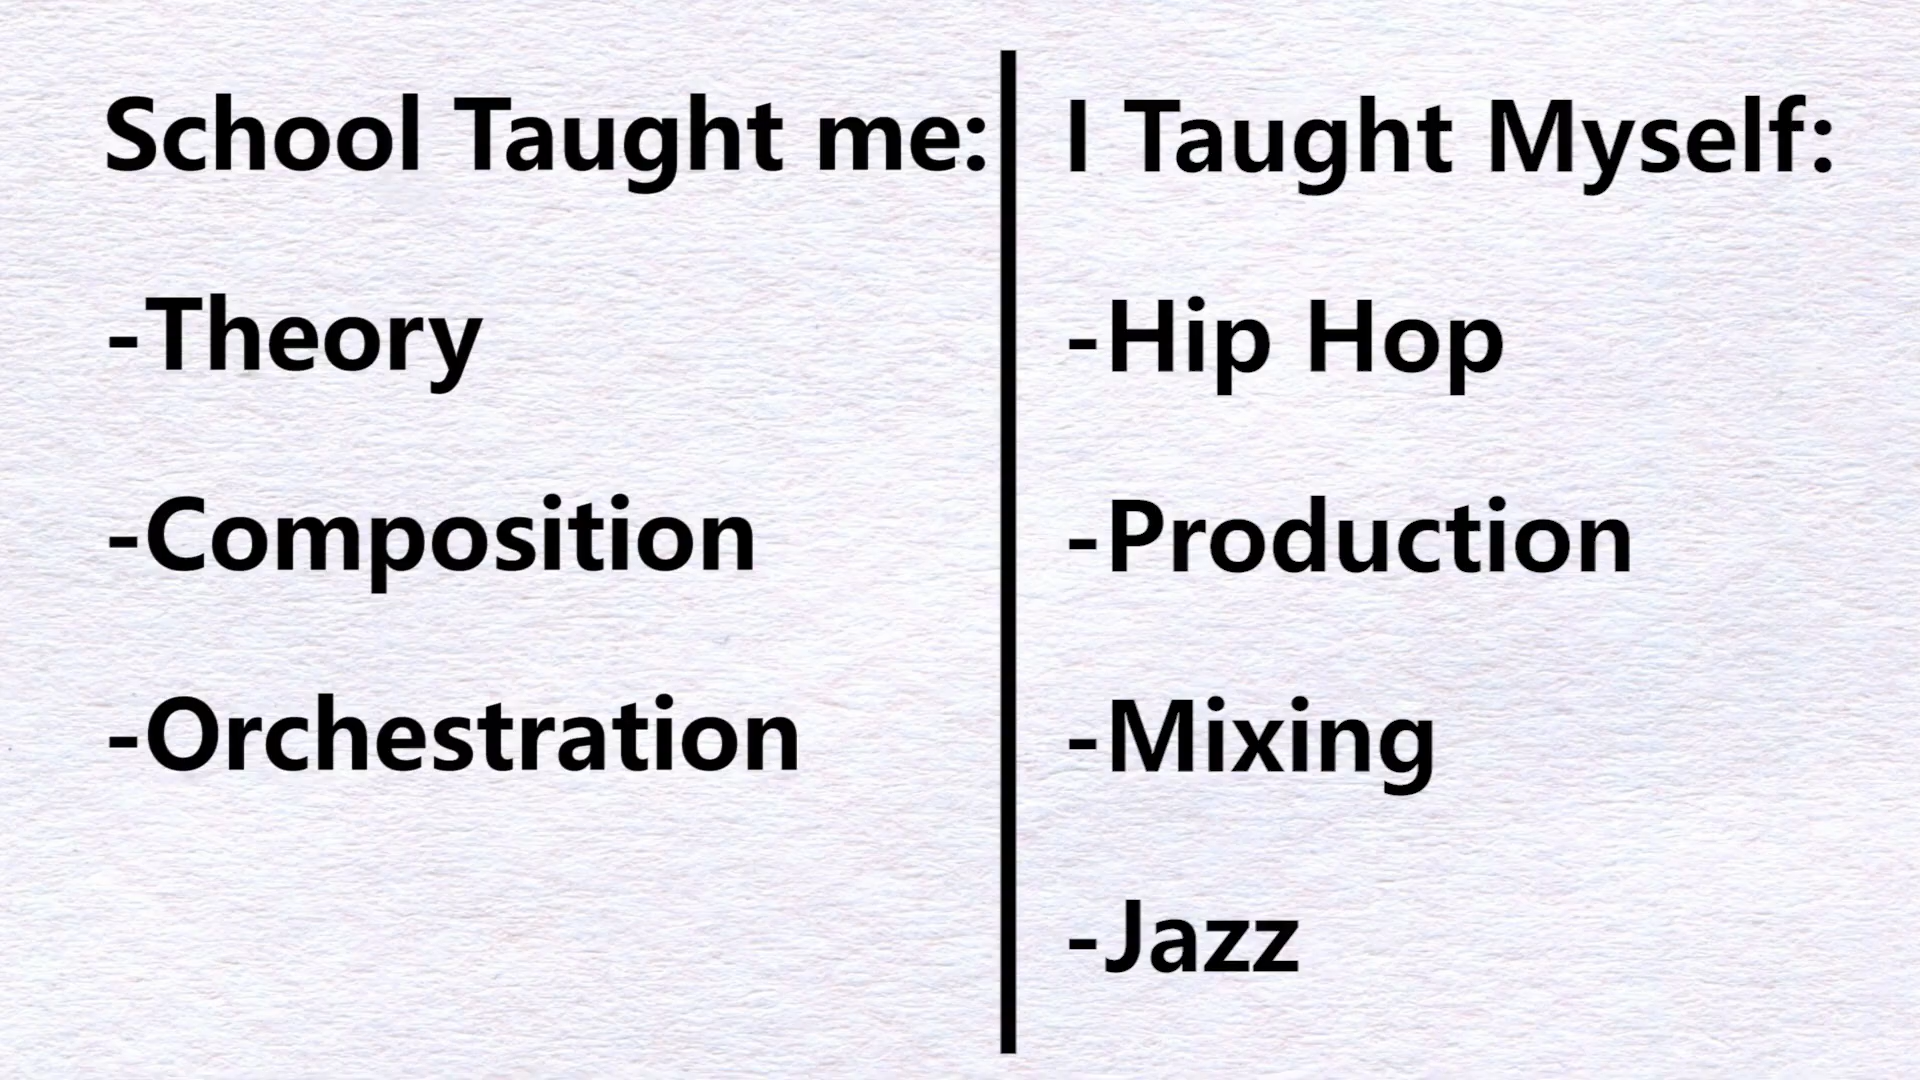 School Taught me:
-Theory
-Composition
-Orchestration
I Taught Myself:
-Hip Hop
-Production
-Mixing
-Jazz